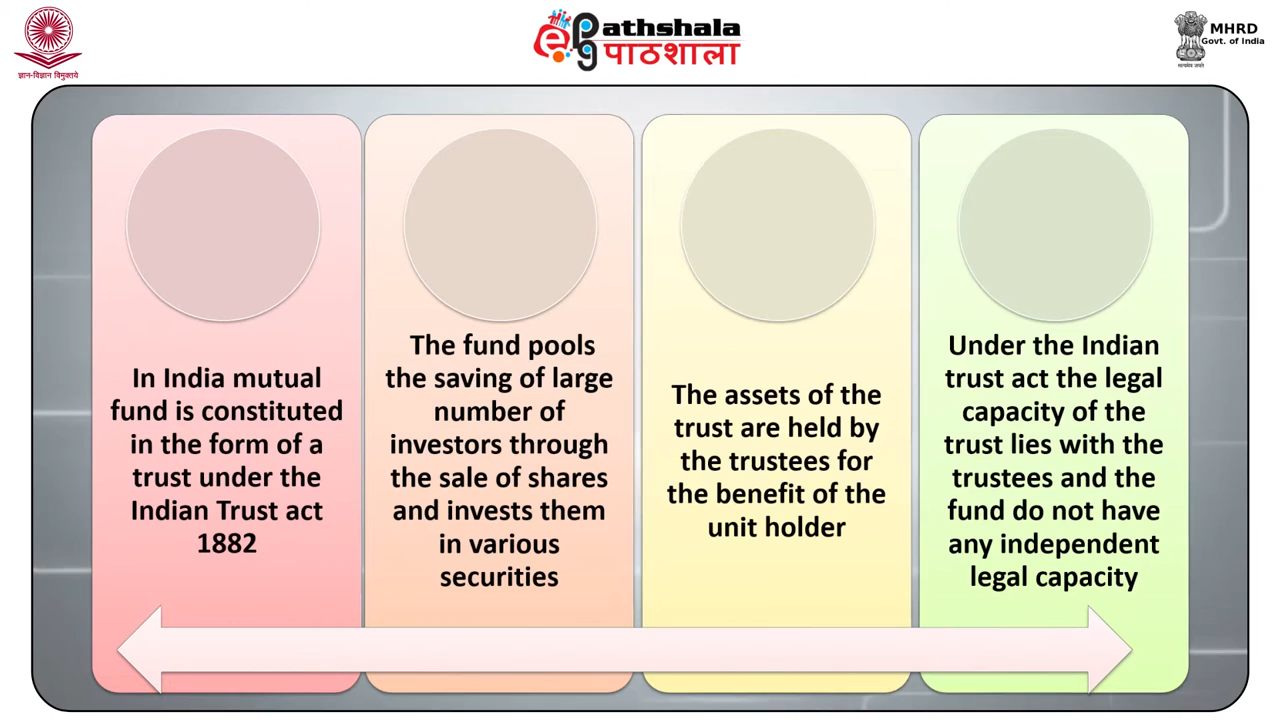 ज्ञान-विज्ञान विमुक्तये
ePG athshala
पाठशाला
MHRD
Govt. of India
सत्यमेव जयते
In India mutual
fund is constituted
in the form of a
trust under the
Indian Trust act
1882
The fund pools
the saving of large
number of
investors through
the sale of shares
and invests them
in various
securities
The assets of the
trust are held by
the trustees for
the benefit of the
unit holder
Under the Indian
trust act the legal
capacity of the
trust lies with the
trustees and the
fund do not have
any independent
legal capacity